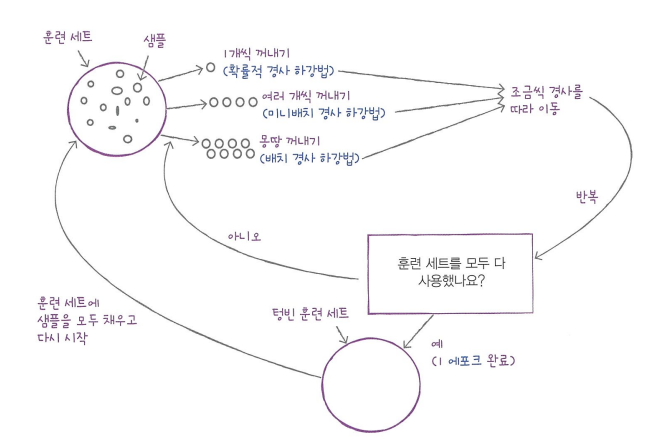 훈련 세트
샘플
1개씩 꺼내기
(확률적 경사 하강법)
여러 개씩 꺼내기
(미니배치 경사 하강법)
몽땅 꺼내기
(배치 경사 하강법)
조금씩 경사를
따라 이동
반복
아니오
훈련 세트를 모두 다
사용했나요?
훈련 세트에
샘플을 모두 채우고
다시 시작
텅빈 훈련 세트
예
(1 에포크 완료)